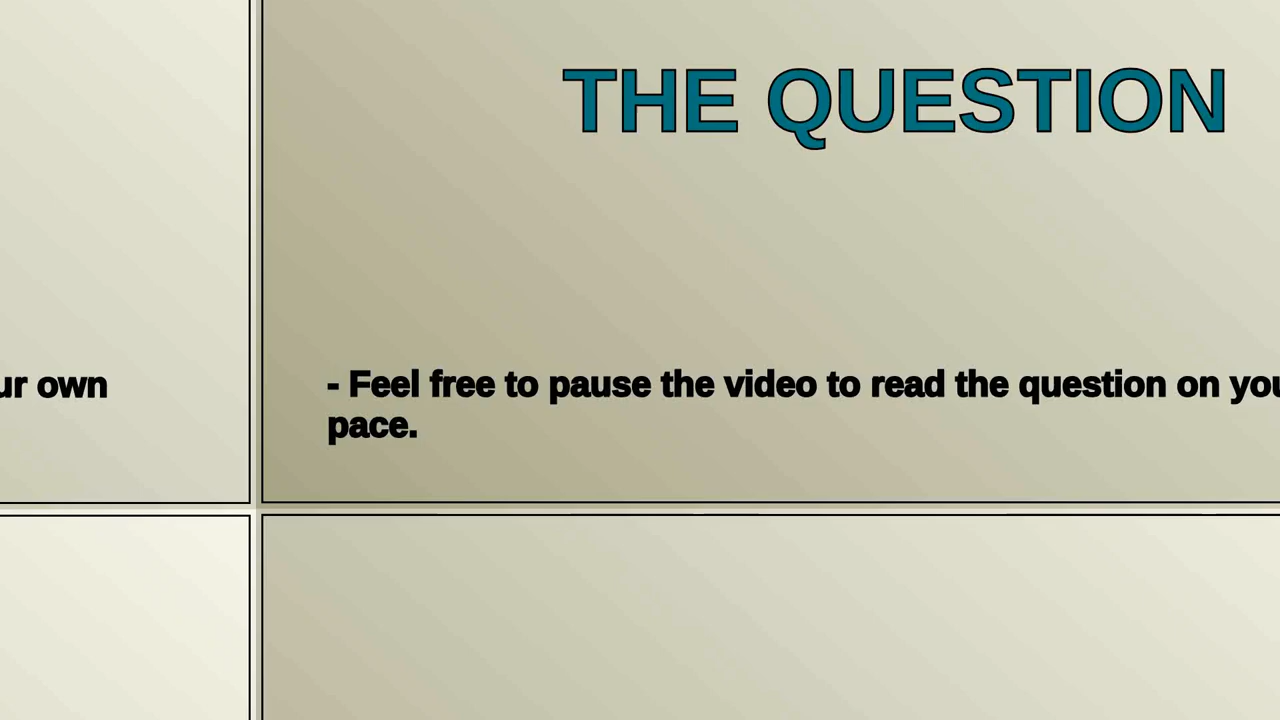 THE QUESTION
ur own
- Feel free to pause the video to read the question on you
pace.